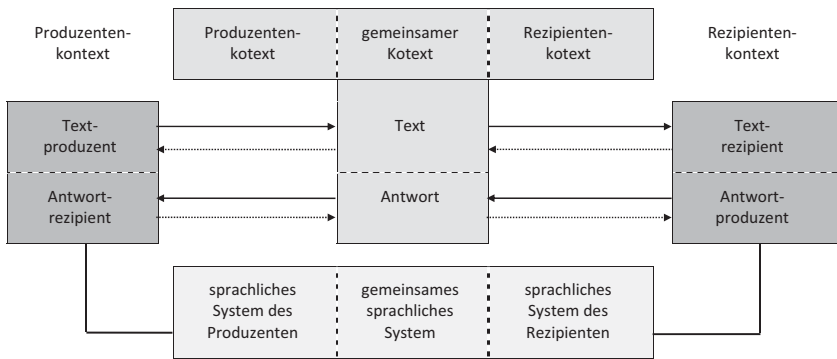 Produzenten-
kontext
Produzenten-
kotext
gemeinsamer
Kotext
Rezipienten-
kotext
Rezipienten-
kontext
Text-
produzent
Text
Text-
rezipient
Antwort-
rezipient
Antwort
Antwort-
produzent
sprachliches
System des
Produzenten
gemeinsames
sprachliches
System
sprachliches
System des
Rezipienten